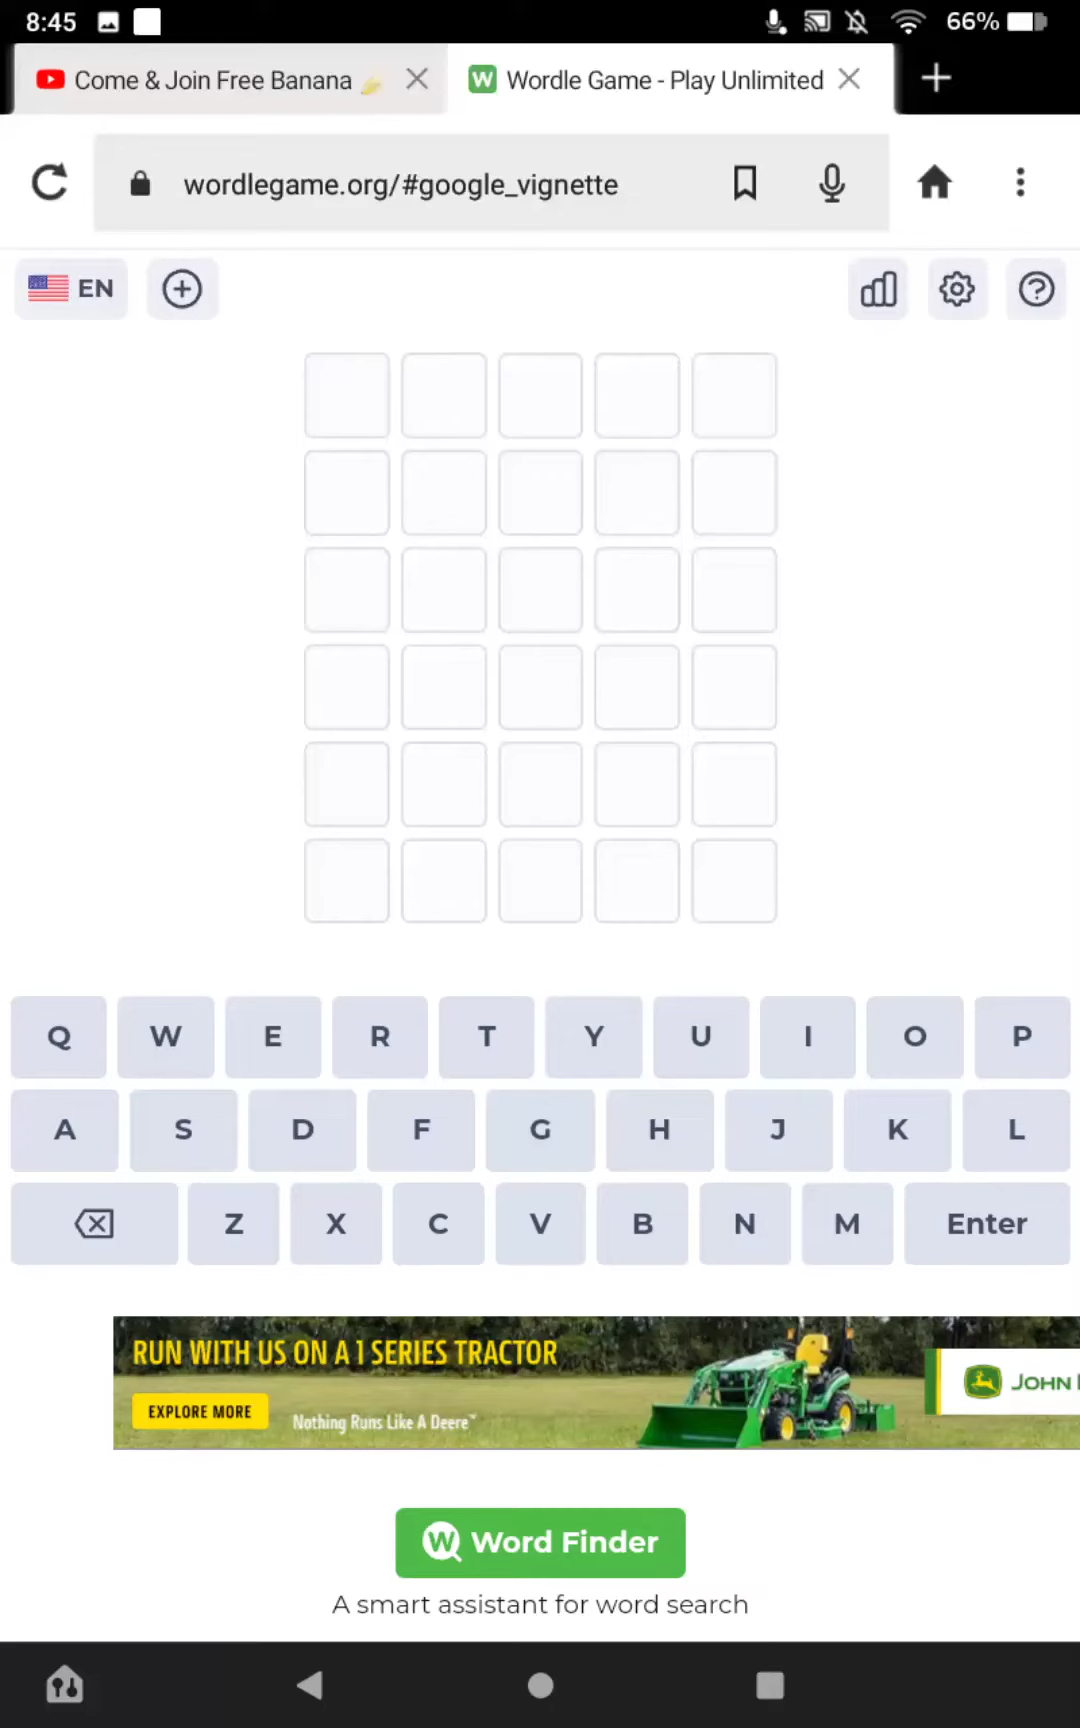 8:45
66%
Come & Join Free Banana
W Wordle Game - Play Unlimited
wordlegame.org/#google_vignette
EN
Q W E R T Y U I O P
A S D F G H J K L
Z X C V B N M Enter
RUN WITH US ON A 1 SERIES TRACTOR
EXPLORE MORE
Nothing Runs Like A Deere™
JOHN
W Word Finder
A smart assistant for word search